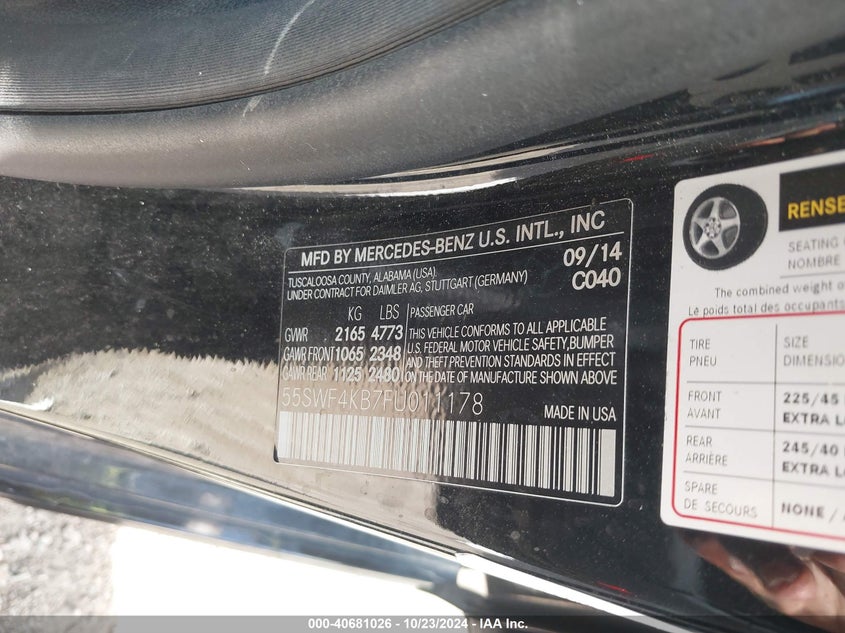 MFD BY MERCEDES-BENZ U.S. INTL., INC
TUSCALOOSA COUNTY, ALABAMA (USA)
UNDER CONTRACT FOR DAIMLER AG, STUTTGART (GERMANY)
09/14
C040
KG LBS PASSENGER CAR
GVWR 2165 4773
GAWR FRONT 1065 2348
GAWR REAR 1125 2480
THIS VEHICLE CONFORMS TO ALL APPLICABLE
U.S. FEDERAL MOTOR VEHICLE SAFETY, BUMPER
AND THEFT PREVENTION STANDARDS IN EFFECT
ON THE DATE OF MANUFACTURE SHOWN ABOVE
55SWF4KB7FU011178
MADE IN USA
RENSE
SEATING
NOMBRE
The combined weight o
Le poids total des occupants
TIRE SIZE
PNEU DIMENSION
FRONT 225/45
AVANT EXTRA L
REAR 245/40
ARRIÈRE EXTRA L
SPARE NONE /
DE SECOURS
000-40681026 - 10/23/2024 - IAA Inc.